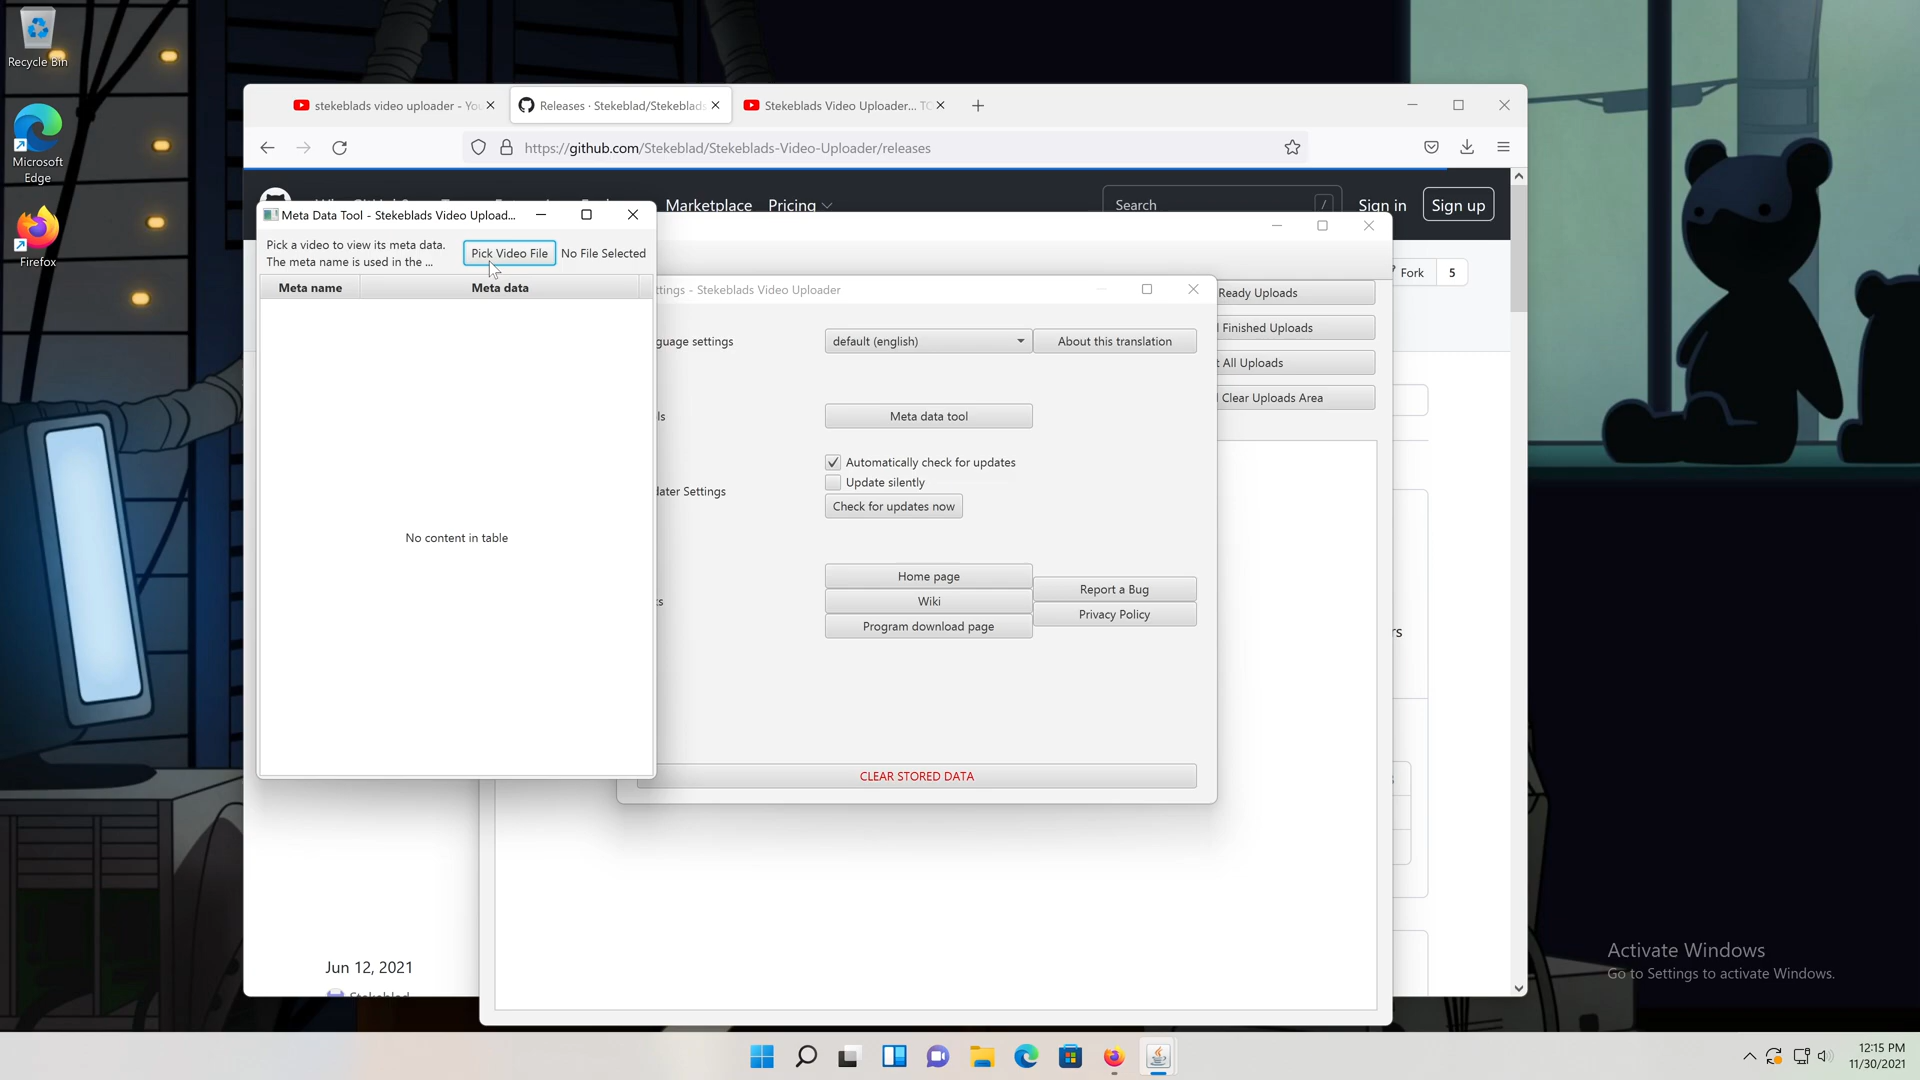 Recycle Bin
Microsoft
Edge
Firefox
stekeblads video uploader - You
Releases · Stekeblad/Stekeblads
Stekeblads Video Uploader... TO
https://github.com/Stekeblad/Stekeblads-Video-Uploader/releases
Marketplace
Pricing
Search
/
Sign in
Sign up
Meta Data Tool - Stekeblads Video Upload...
Pick a video to view its meta data.
The meta name is used in the ...
Pick Video File
No File Selected
Meta name
Meta data
No content in table
ttings - Stekeblads Video Uploader
guage settings
default (english)
About this translation
ls
Meta data tool
Automatically check for updates
Update silently
dater Settings
Check for updates now
Home page
Wiki
Program download page
Report a Bug
Privacy Policy
CLEAR STORED DATA
Ready Uploads
Finished Uploads
All Uploads
Clear Uploads Area
Fork
5
rs
Jun 12, 2021
Stekeblad
Activate Windows
Go to Settings to activate Windows.
12:15 PM
11/30/2021